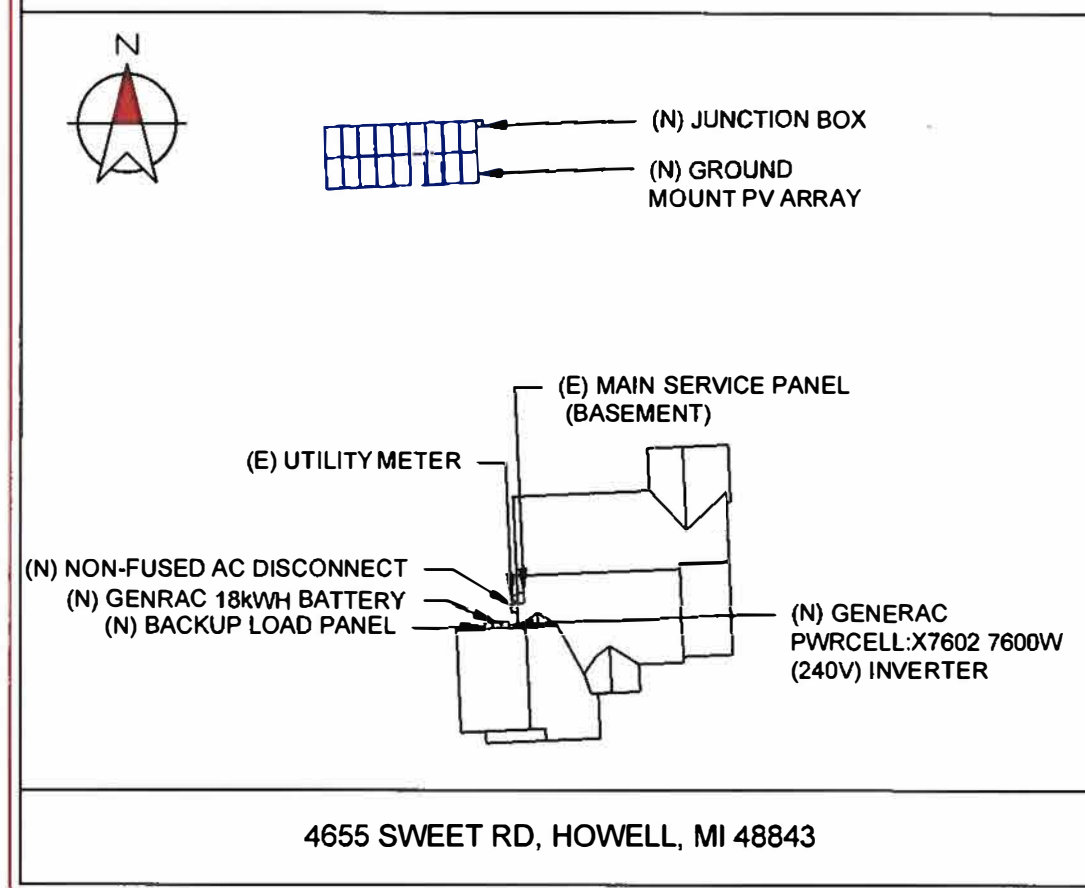 N
(N) JUNCTION BOX
(N) GROUND
MOUNT PV ARRAY
(E) MAIN SERVICE PANEL
(BASEMENT)
(E) UTILITY METER
(N) NON-FUSED AC DISCONNECT
(N) GENRAC 18kWH BATTERY
(N) BACKUP LOAD PANEL
(N) GENERAC
PWRCELL:X7602 7600W
(240V) INVERTER
4655 SWEET RD, HOWELL, MI 48843